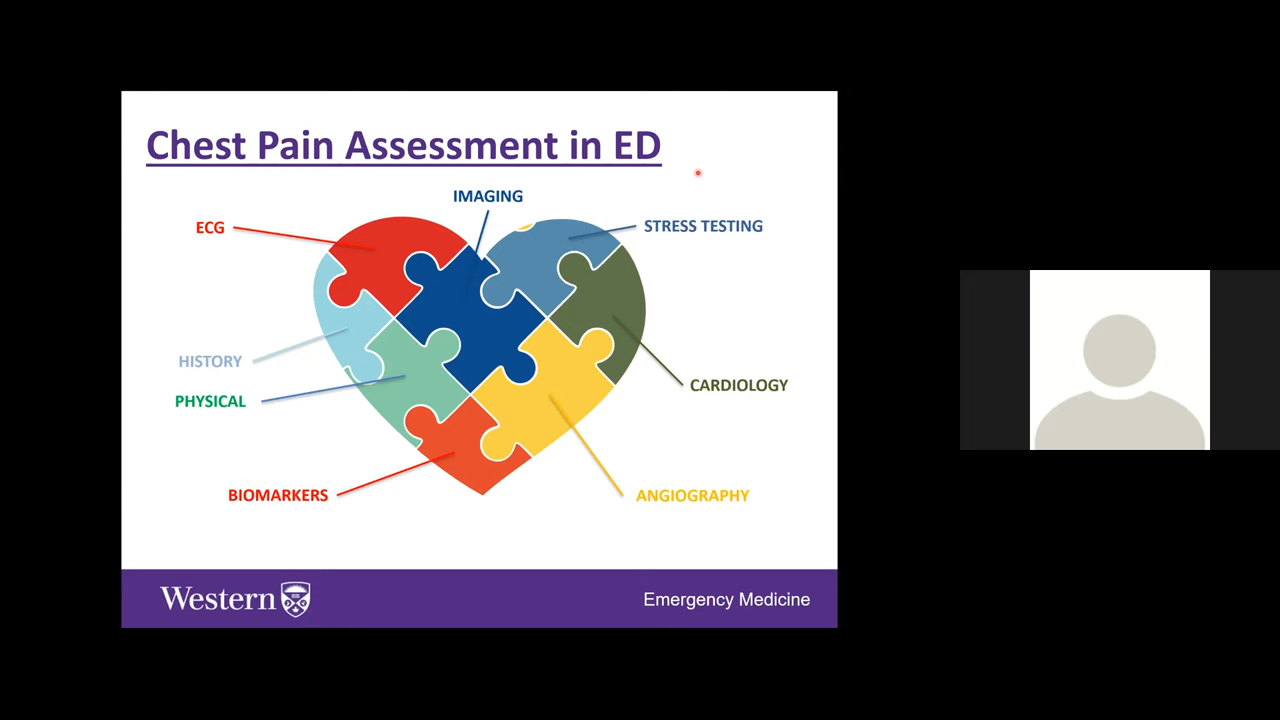 Chest Pain Assessment in ED
IMAGING
ECG
STRESS TESTING
HISTORY
PHYSICAL
CARDIOLOGY
BIOMARKERS
ANGIOGRAPHY
Western
Emergency Medicine